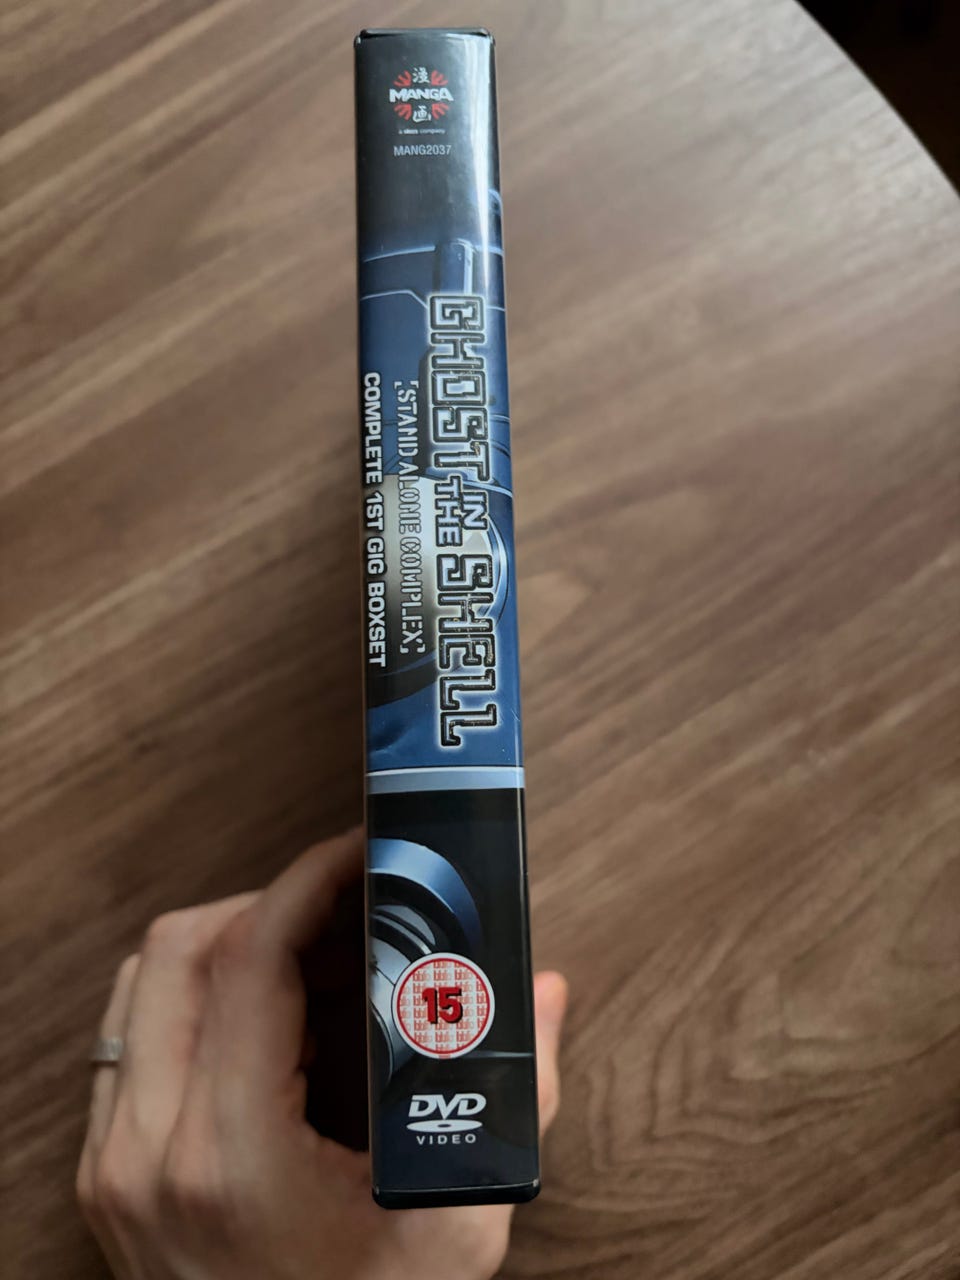 漫
MANGA
画
a starz company
MANG2037
GHOST IN THE SHELL
[STAND ALONE COMPLEX]
COMPLETE 1ST GIG BOXSET
15
DVD
VIDEO